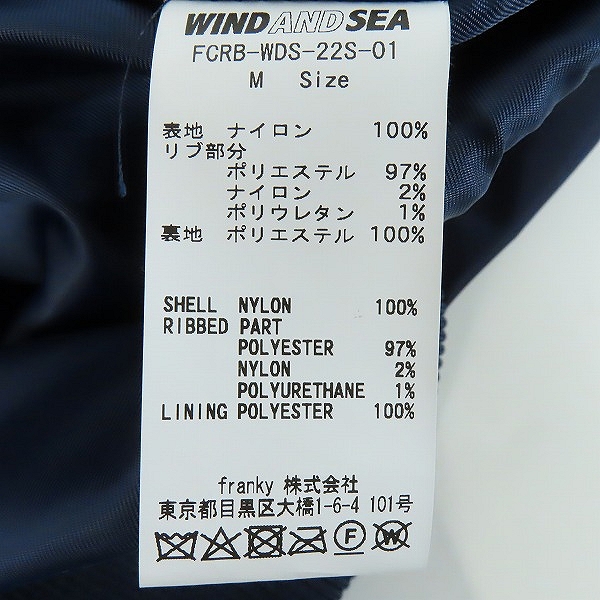 WIND AND SEA
FCRB-WDS-22S-01
M Size
表地 ナイロン 100%
リブ部分
ポリエステル 97%
ナイロン 2%
ポリウレタン 1%
裏地 ポリエステル 100%
SHELL NYLON 100%
RIBBED PART
POLYESTER 97%
NYLON 2%
POLYURETHANE 1%
LINING POLYESTER 100%
franky 株式会社
東京都目黒区大橋1-6-4 101号
F W